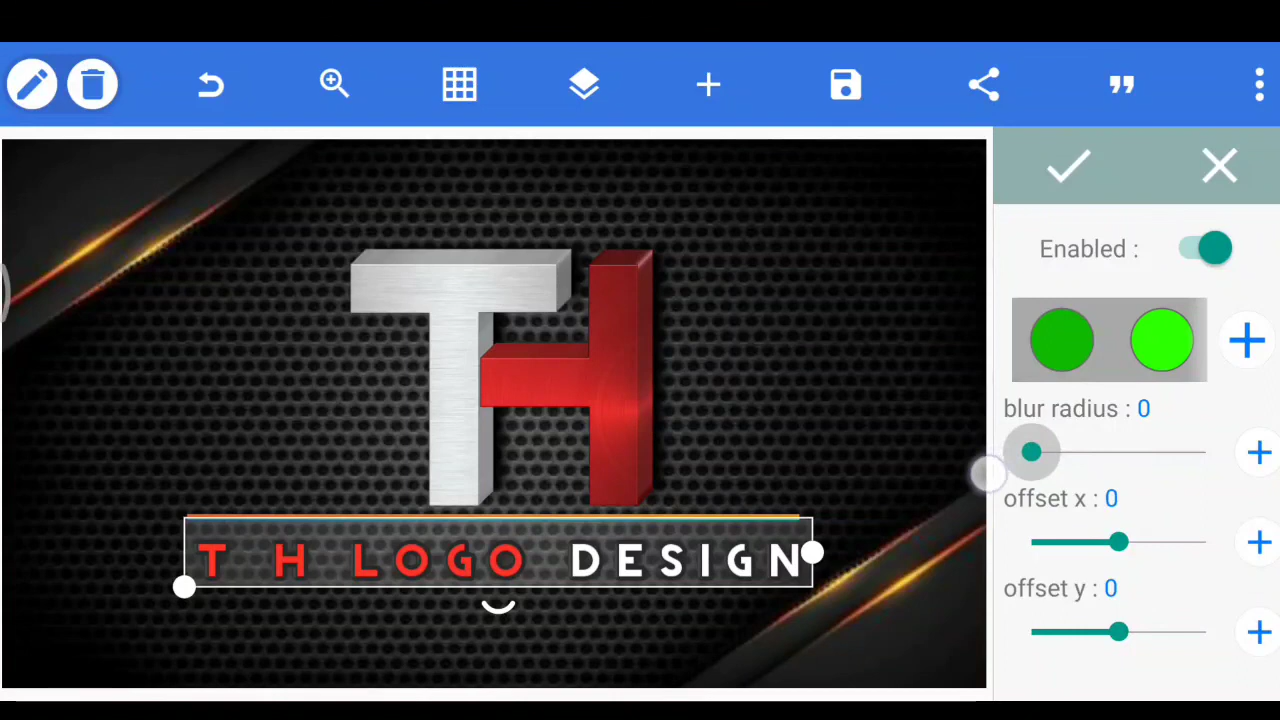 Enabled :
TH
blur radius : 0
offset x : 0
T H LOGO DESIGN
offset y : 0